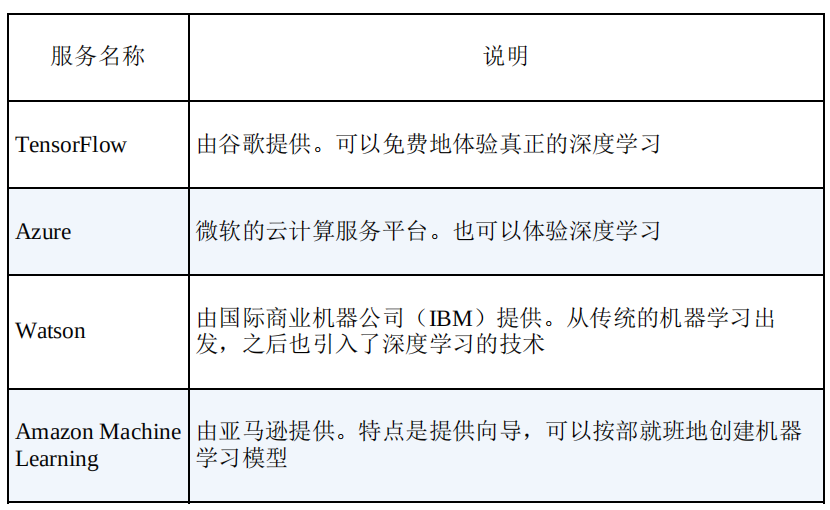 服务名称
说明
TensorFlow
由谷歌提供。可以免费地体验真正的深度学习
Azure
微软的云计算服务平台。也可以体验深度学习
Watson
由国际商业机器公司（IBM）提供。从传统的机器学习出
发，之后也引入了深度学习的技术
Amazon Machine
Learning
由亚马逊提供。特点是提供向导，可以按部就班地创建机器
学习模型